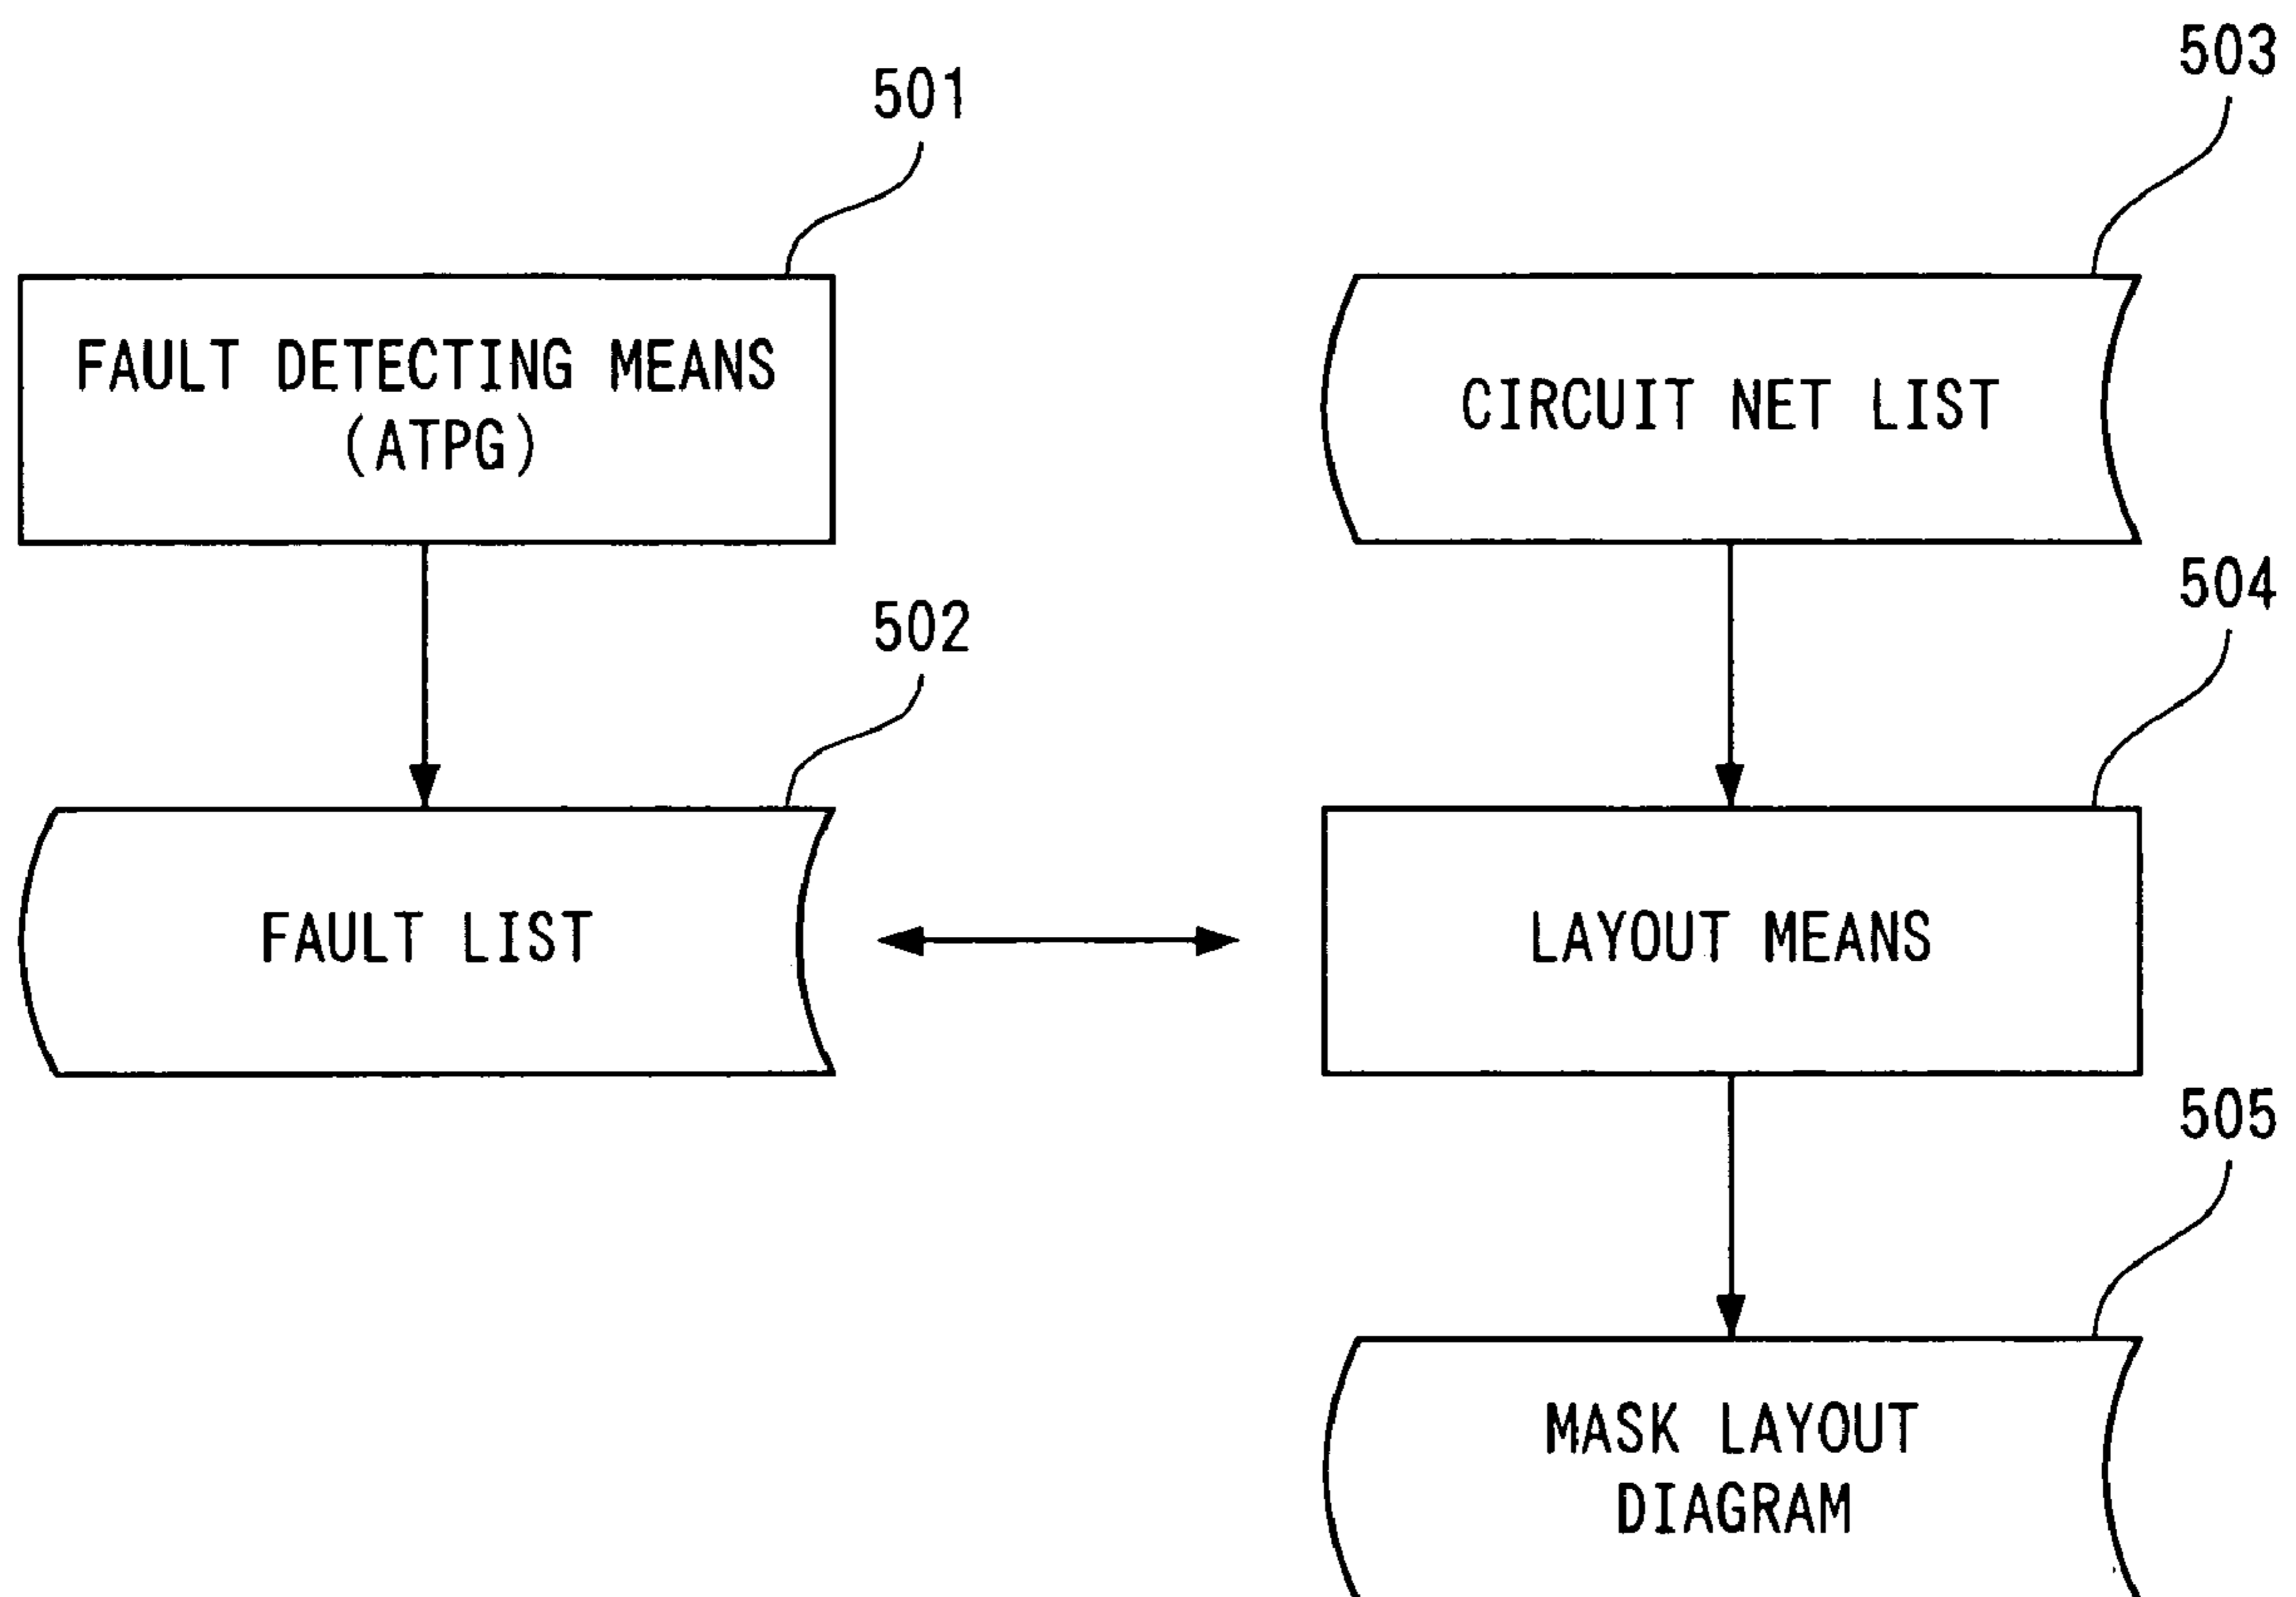 501
FAULT DETECTING MEANS
(ATPG)
502
FAULT LIST
503
CIRCUIT NET LIST
504
LAYOUT MEANS
505
MASK LAYOUT
DIAGRAM